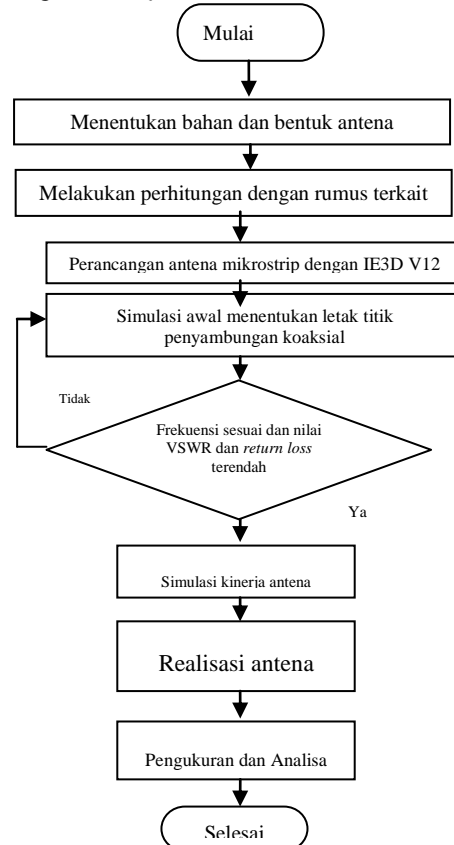 Mulai
Menentukan bahan dan bentuk antena
Melakukan perhitungan dengan rumus terkait
Perancangan antena mikrostrip dengan IE3D V12
Simulasi awal menentukan letak titik
penyambungan koaksial
Tidak
Frekuensi sesuai dan nilai
VSWR dan return loss
terendah
Ya
Simulasi kinerja antena
Realisasi antena
Pengukuran dan Analisa
Selesai